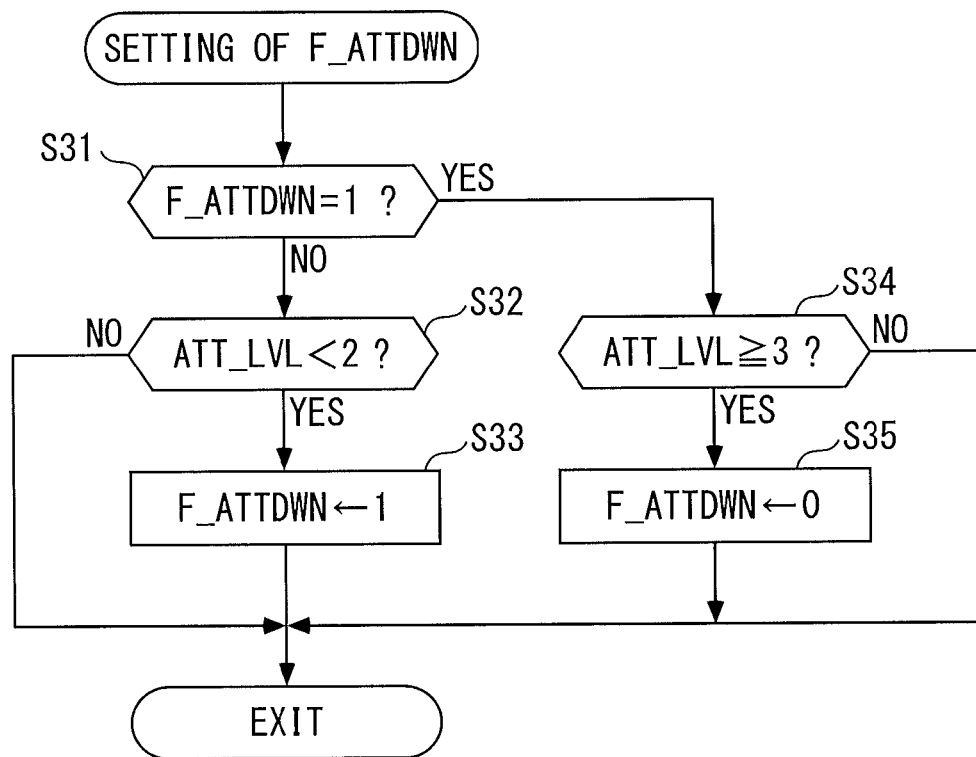 SETTING OF F_ATTDWN
S31
F_ATTDWN=1 ?
YES
NO
S32
NO
ATT_LVL<2 ?
YES
S33
F_ATTDWN←1
S34
ATT_LVL≧3 ?
NO
YES
S35
F_ATTDWN←0
EXIT